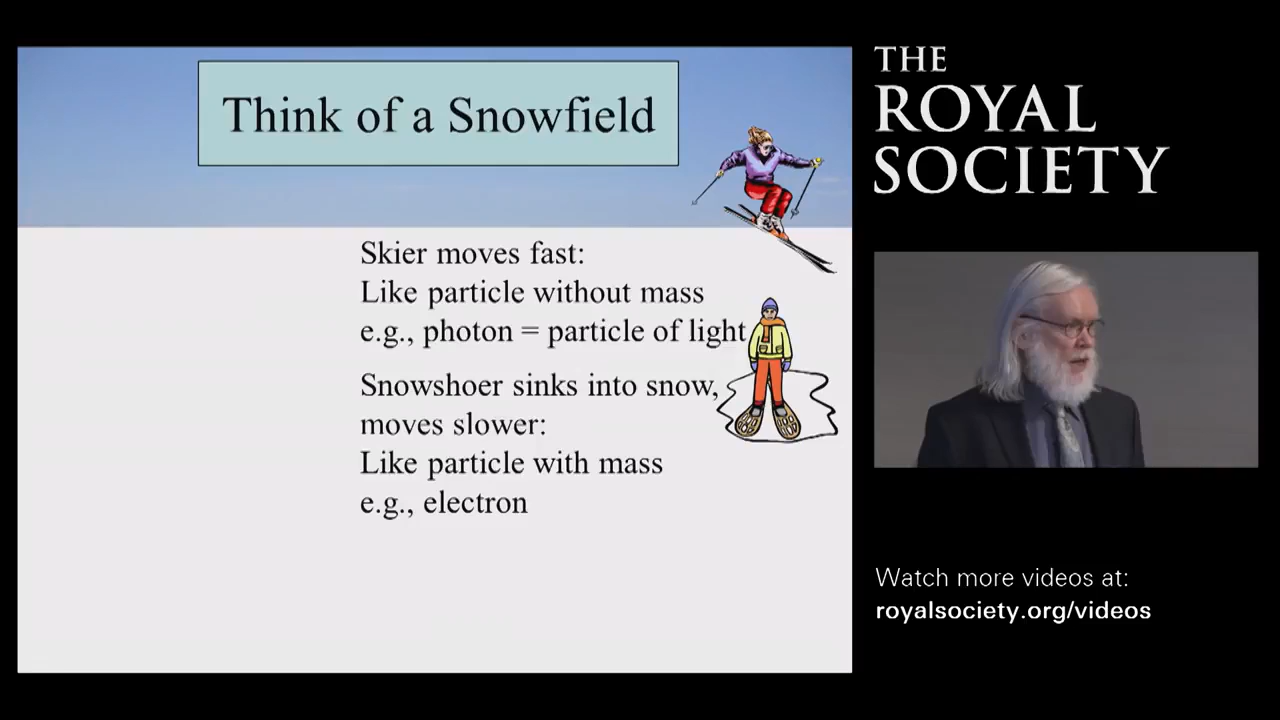 Think of a Snowfield
Skier moves fast:
Like particle without mass
e.g., photon = particle of light
Snowshoer sinks into snow,
moves slower:
Like particle with mass
e.g., electron
THE
ROYAL
SOCIETY
Watch more videos at:
royalsociety.org/videos